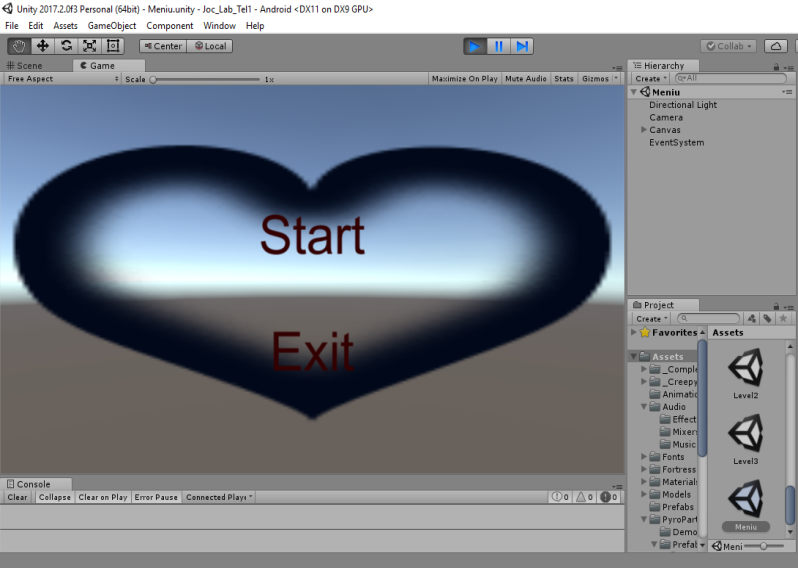 Unity 2017.2.0f3 Personal (64bit) - Meniu.unity - Joc_Lab_Tel1 - Android <DX11 on DX9 GPU>
File Edit Assets GameObject Component Window Help
Center Local Collab
Scene Game
Free Aspect Scale 1x Maximize On Play Mute Audio Stats Gizmos
Start
Exit
Hierarchy
Create All
Meniu
Directional Light
Camera
Canvas
EventSystem
Project
Create
Favorites Assets
Assets
_Comple
_Creepy
Animatio
Audio
Effect
Mixers
Music
Fonts
Fortress
Materials
Models
Prefabs
PyroPart
Demo
Prefal
Level2
Level3
Meniu
Meni
Console
Clear Collapse Clear on Play Error Pause Connected Playe 0 0 0